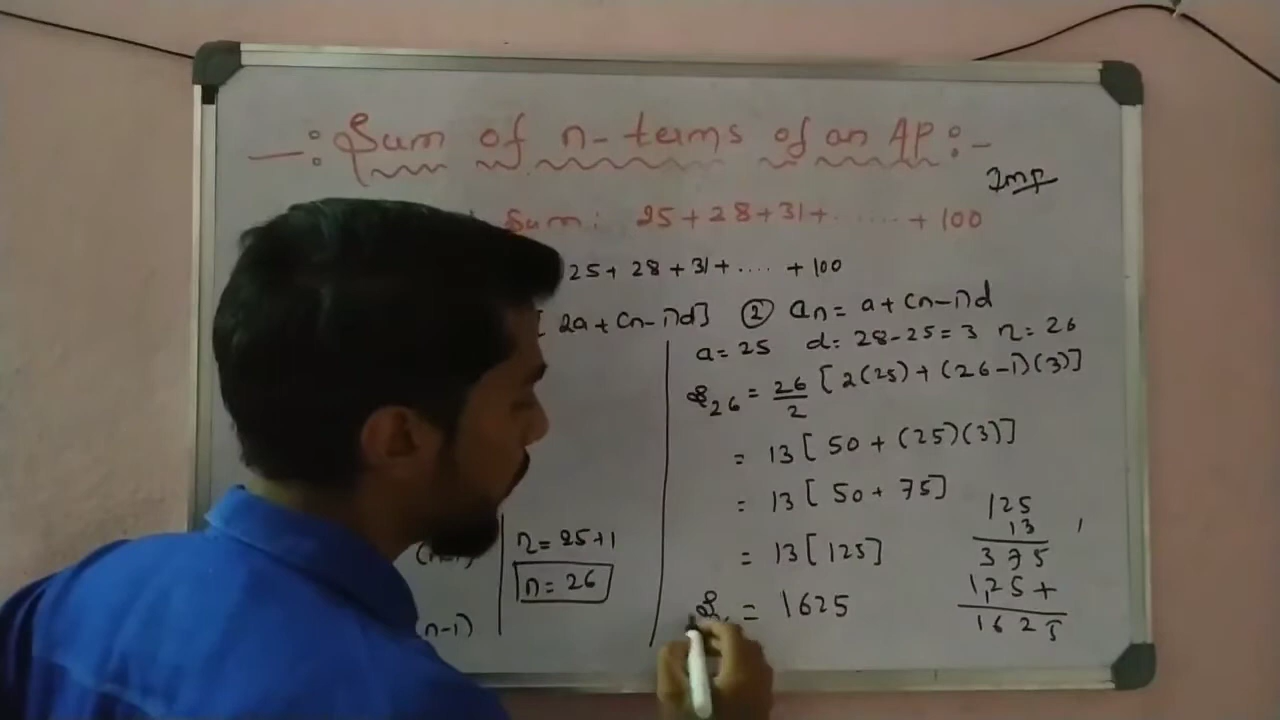 —: Sum of n-terms of an AP :-
Imp
Sum: 25 + 28 + 31 + ...... + 100
25 + 28 + 31 + .... + 100
[ 2a + (n-1)d] ② an = a + (n-1)d
a = 25 d = 28-25 = 3 n = 26
S26 = 26/2 [ 2(25) + (26-1)(3)]
= 13 [ 50 + (25)(3)]
= 13 [ 50 + 75]
= 13 [ 125]
= 1625
125
13
375
125+
1625
n = 25+1
n = 26
(n-1)